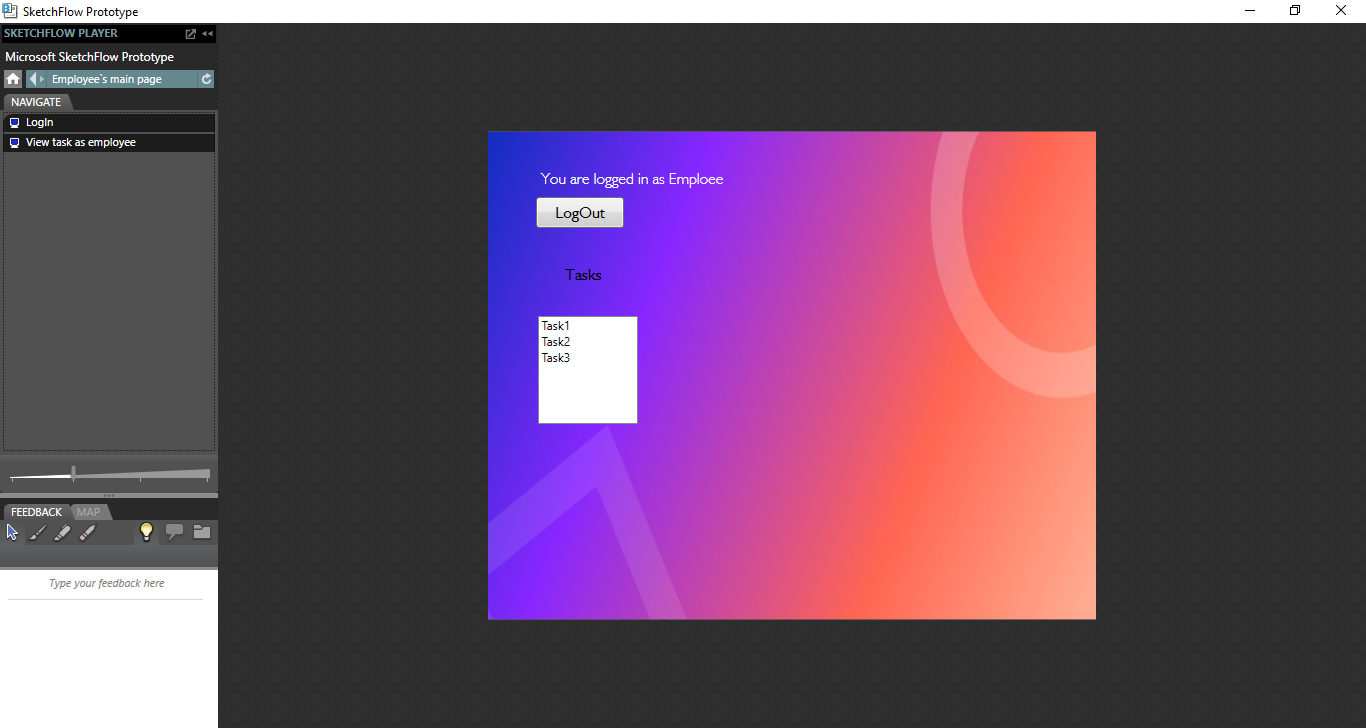 SketchFlow Prototype
SKETCHFLOW PLAYER
Microsoft SketchFlow Prototype
Employee`s main page
NAVIGATE
LogIn
View task as employee
FEEDBACK MAP
Type your feedback here
You are logged in as Emploee
LogOut
Tasks
Task1
Task2
Task3